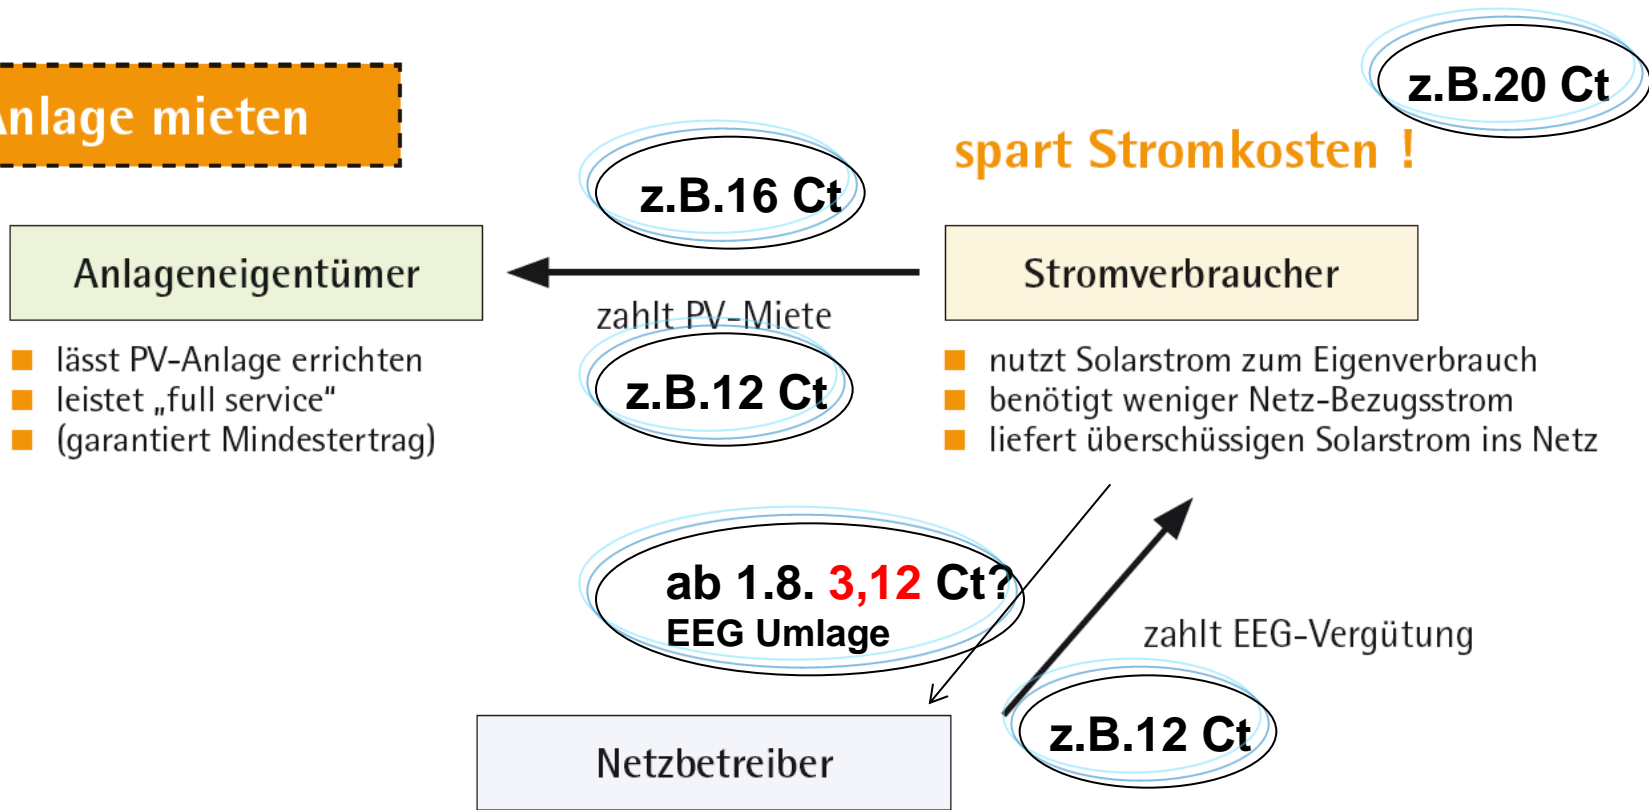 z.B.20 Ct
Anlage mieten
spart Stromkosten !
z.B.16 Ct
Anlageneigentümer
Stromverbraucher
zahlt PV-Miete
z.B.12 Ct
lässt PV-Anlage errichten
leistet „full service“
(garantiert Mindestertrag)
nutzt Solarstrom zum Eigenverbrauch
benötigt weniger Netz-Bezugsstrom
liefert überschüssigen Solarstrom ins Netz
ab 1.8. 3,12 Ct?
EEG Umlage
zahlt EEG-Vergütung
z.B.12 Ct
Netzbetreiber